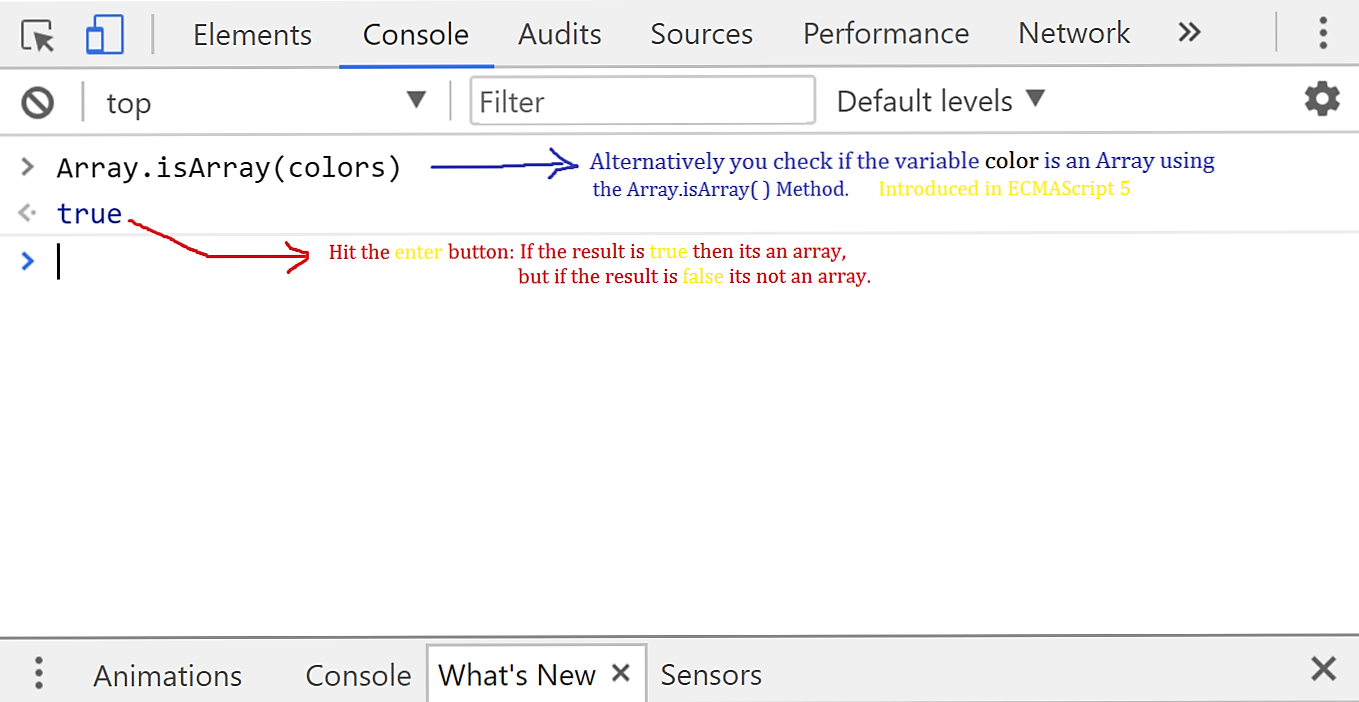 Elements Console Audits Sources Performance Network »
top ▼ Filter Default levels ▼
> Array.isArray(colors)
Alternatively you check if the variable color is an Array using
the Array.isArray( ) Method. Introduced in ECMAScript 5
true
Hit the enter button: If the result is true then its an array,
but if the result is false its not an array.
>
Animations Console What's New × Sensors ×